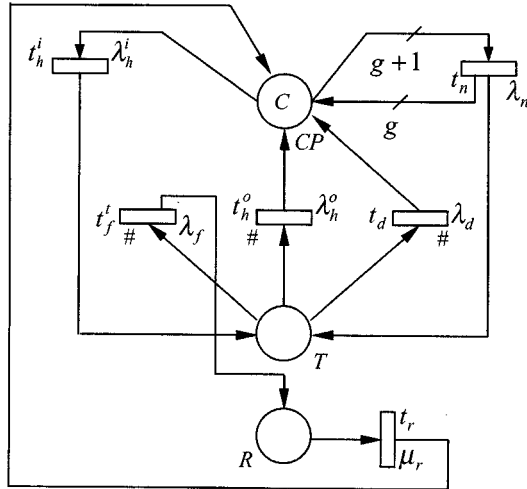 t_h^i λ_h^i
g + 1
t_n
λ_n
C
g
CP
t_f^t λ_f
#
t_h^o λ_h^o
#
t_d λ_d
#
T
t_r
R
μ_r